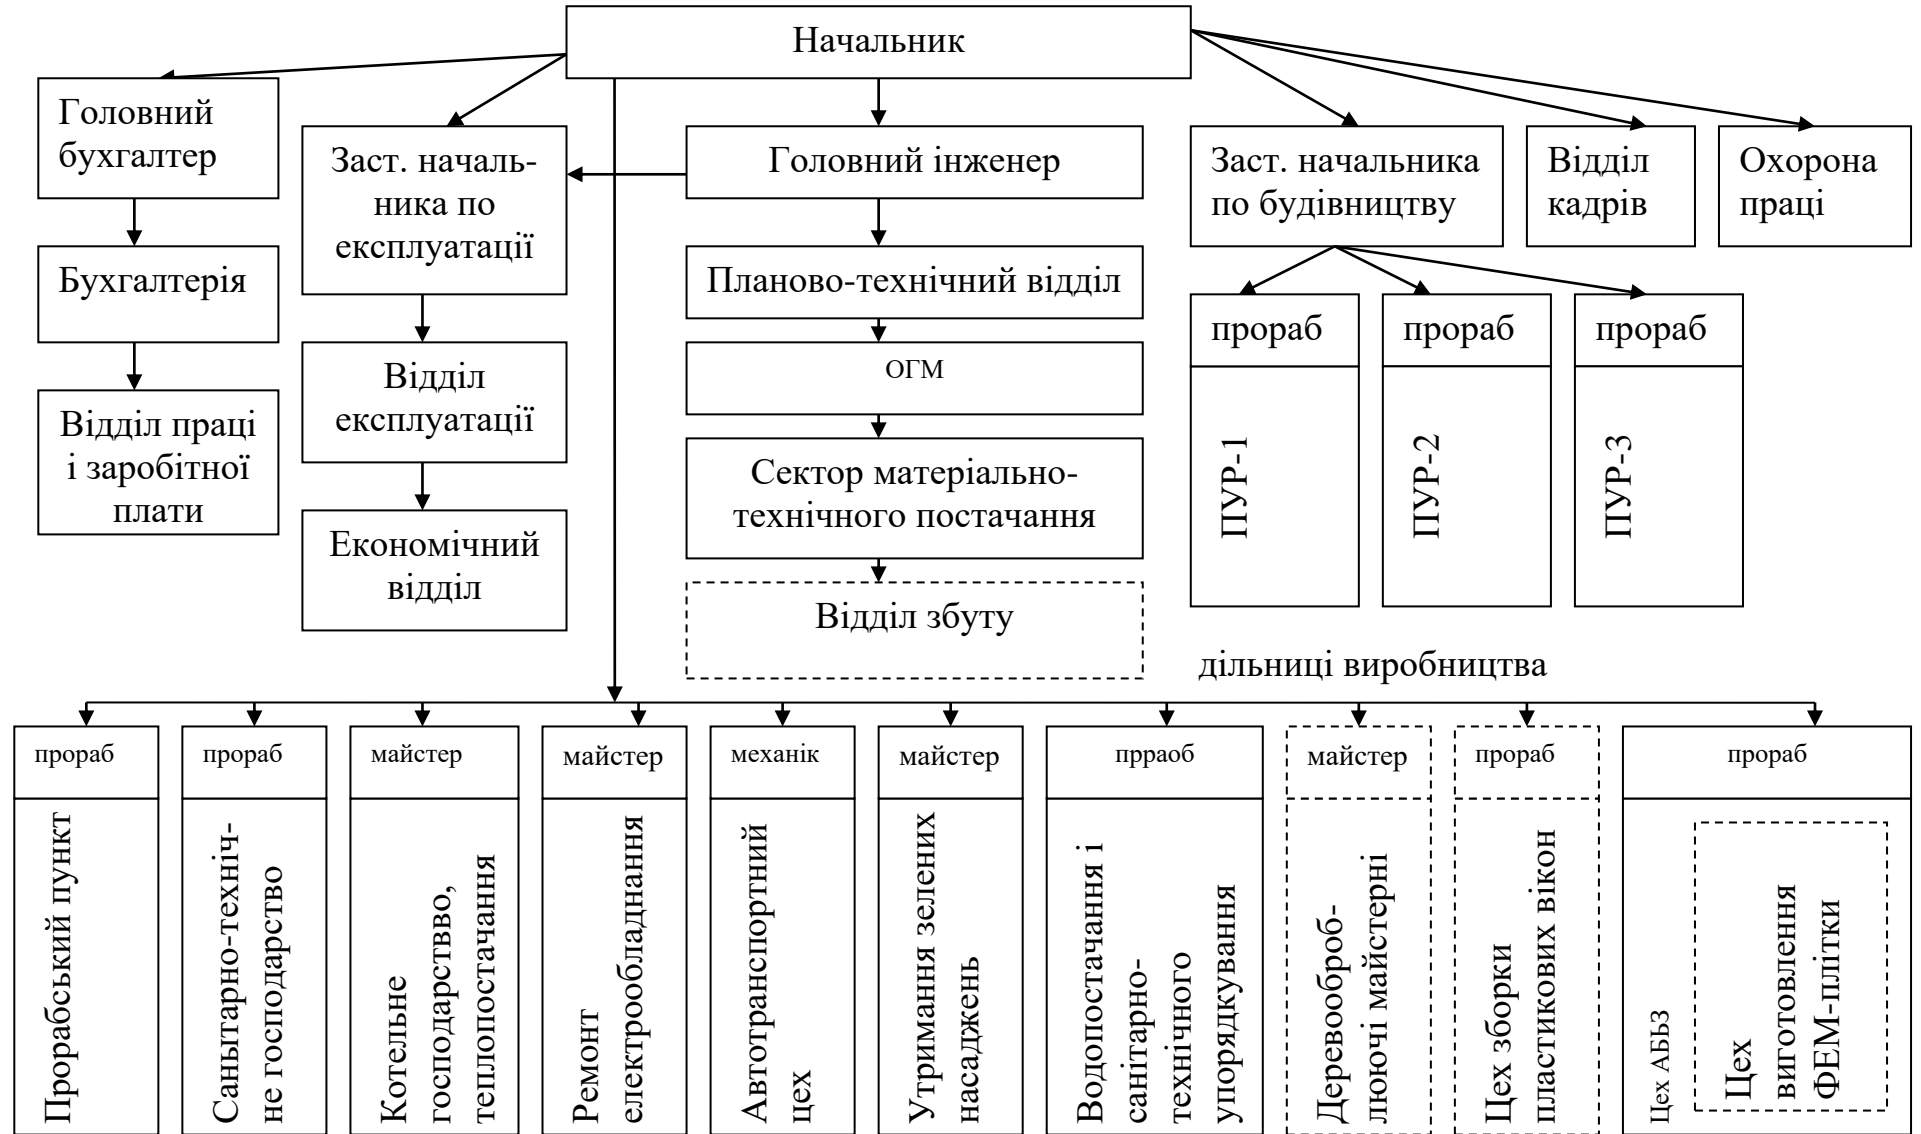 Начальник
Головний
бухгалтер
Заст. началь-
ника по
експлуатації
Головний інженер
Заст. начальника
по будівництву
Відділ
кадрів
Охорона
праці
Бухгалтерія
Планово-технічний відділ
прораб
прораб
прораб
Відділ
експлуатації
ОГМ
Відділ праці
і заробітної
плати
Сектор матеріально-
технічного постачання
ПУР-1
ПУР-2
ПУР-3
Економічний
відділ
Відділ збуту
дільниці виробництва
прораб
прораб
майстер
майстер
механік
майстер
прраоб
майстер
прораб
прораб
Прорабський пункт
Санытарно-техніч-
не господарство
Котельне
господарствво,
теплопостачання
Ремонт
електрообладнання
Автотранспортний
цех
Утримання зелених
насаджень
Водопостачання і
санітарно-
технічного
упорядкування
Деревооброб-
люючі майстерні
Цех зборки
пластикових вікон
Цех АБЗ
Цех
виготовлення
ФЕМ-плітки